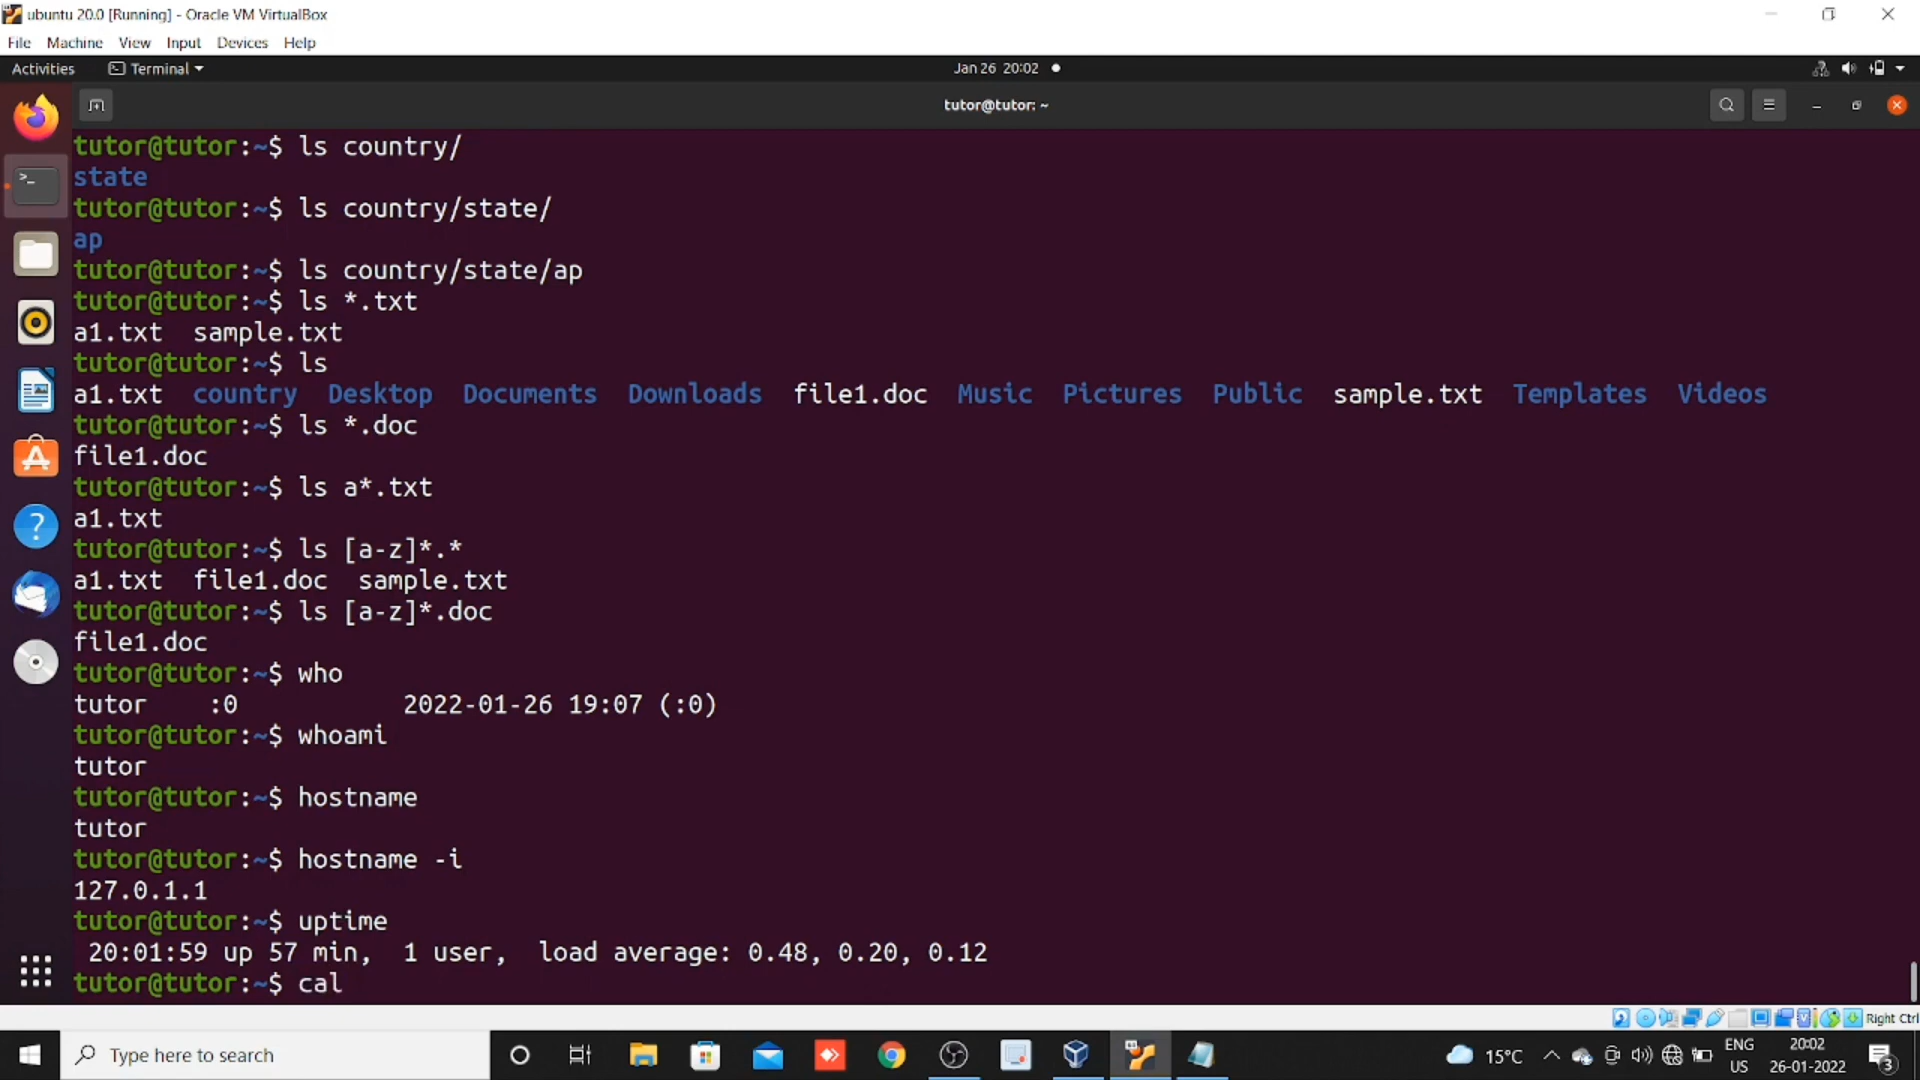 ubuntu 20.0 [Running] - Oracle VM VirtualBox
File Machine View Input Devices Help
Activities Terminal Jan 26 20:02
tutor@tutor: ~
tutor@tutor:~$ ls country/
state
tutor@tutor:~$ ls country/state/
ap
tutor@tutor:~$ ls country/state/ap
tutor@tutor:~$ ls *.txt
a1.txt sample.txt
tutor@tutor:~$ ls
a1.txt country Desktop Documents Downloads file1.doc Music Pictures Public sample.txt Templates Videos
tutor@tutor:~$ ls *.doc
file1.doc
tutor@tutor:~$ ls a*.txt
a1.txt
tutor@tutor:~$ ls [a-z]*.*
a1.txt file1.doc sample.txt
tutor@tutor:~$ ls [a-z]*.doc
file1.doc
tutor@tutor:~$ who
tutor :0 2022-01-26 19:07 (:0)
tutor@tutor:~$ whoami
tutor
tutor@tutor:~$ hostname
tutor
tutor@tutor:~$ hostname -i
127.0.1.1
tutor@tutor:~$ uptime
20:01:59 up 57 min, 1 user, load average: 0.48, 0.20, 0.12
tutor@tutor:~$ cal
Right Ctrl
Type here to search
15°C
ENG
US
20:02
26-01-2022
3